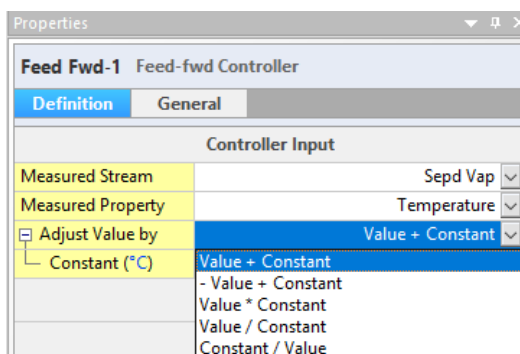 Properties
Feed Fwd-1 Feed-fwd Controller
Definition General
Controller Input
Measured Stream Sepd Vap
Measured Property Temperature
Adjust Value by Value + Constant
Constant (°C) Value + Constant
- Value + Constant
Value * Constant
Value / Constant
Constant / Value